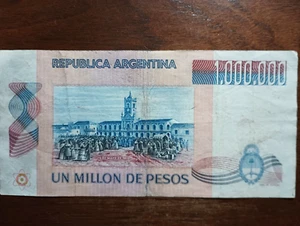 REPUBLICA ARGENTINA
1.000.000
UN MILLON DE PESOS